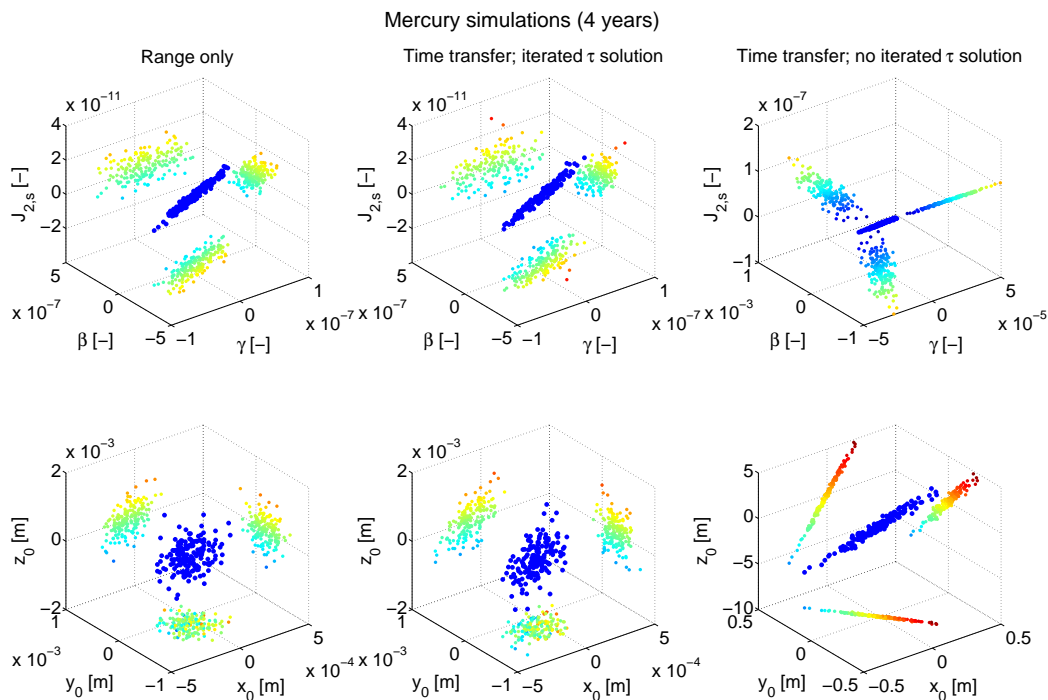 Mercury simulations (4 years)
Range only
Time transfer; iterated τ solution
Time transfer; no iterated τ solution
x 10⁻¹¹
4
2
0
−2
5
0
−5
x 10⁻⁷
−1
0
1
x 10⁻⁷
J₂,ₛ [−]
β [−]
γ [−]
x 10⁻¹¹
4
2
0
−2
5
0
−5
x 10⁻⁷
−1
0
1
x 10⁻⁷
J₂,ₛ [−]
β [−]
γ [−]
x 10⁻⁷
2
1
0
−1
1
0
−1
x 10⁻³
−5
0
5
x 10⁻⁵
J₂,ₛ [−]
β [−]
γ [−]
x 10⁻³
2
0
−2
1
0
−1
x 10⁻³
−5
0
5
x 10⁻⁴
z₀ [m]
y₀ [m]
x₀ [m]
x 10⁻³
2
0
−2
1
0
−1
x 10⁻³
−5
0
5
x 10⁻⁴
z₀ [m]
y₀ [m]
x₀ [m]
5
0
−5
−10
0.5
0
−0.5
−0.5
0
0.5
z₀ [m]
y₀ [m]
x₀ [m]